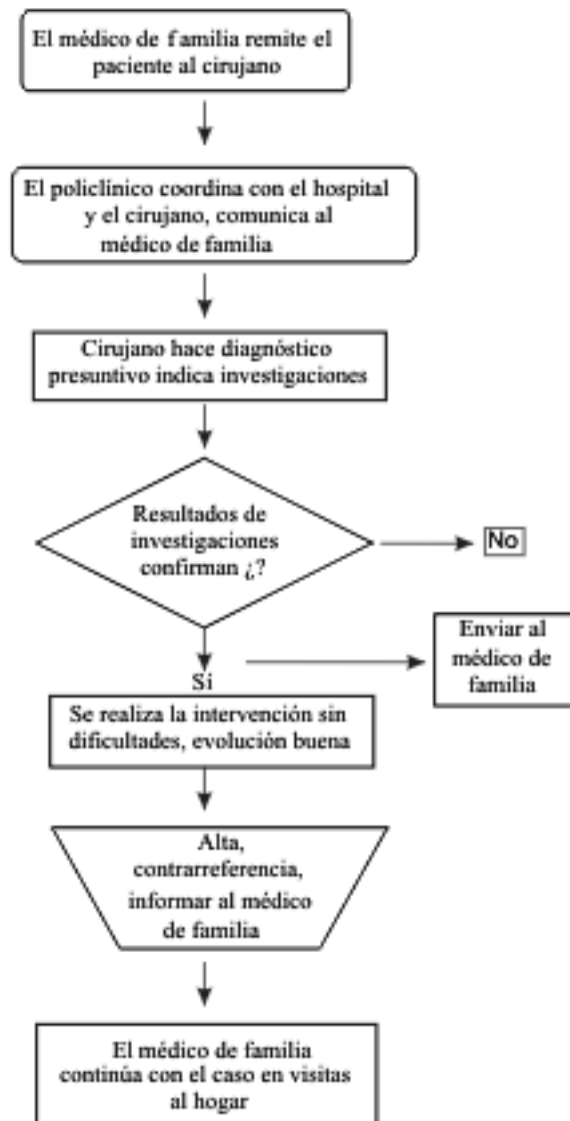 El médico de familia remite el
paciente al cirujano
El policlínico coordina con el hospital
y el cirujano, comunica al
médico de familia
Cirujano hace diagnóstico
presuntivo indica investigaciones
Resultados de
investigaciones
confirman ¿?
No
Enviar al
médico de
familia
Sí
Se realiza la intervención sin
dificultades, evolución buena
Alta,
contrarreferencia,
informar al médico
de familia
El médico de familia
continúa con el caso en visitas
al hogar